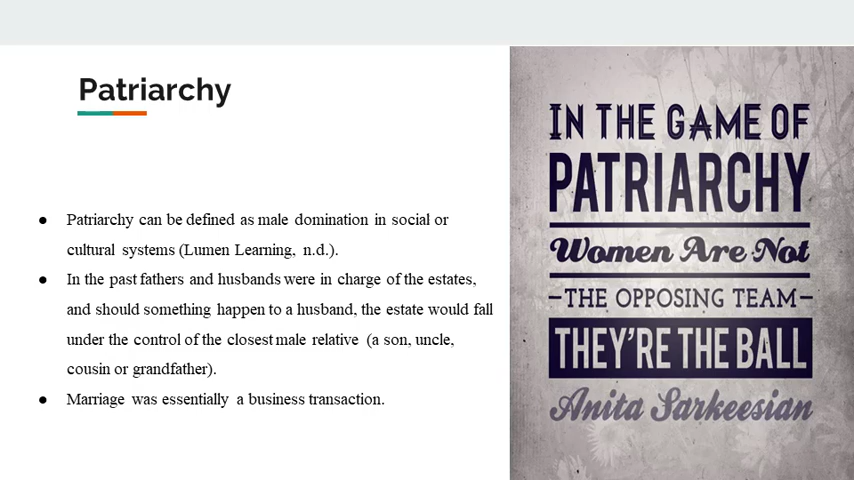 Patriarchy
● Patriarchy can be defined as male domination in social or
cultural systems (Lumen Learning, n.d.).
● In the past fathers and husbands were in charge of the estates,
and should something happen to a husband, the estate would fall
under the control of the closest male relative (a son, uncle,
cousin or grandfather).
● Marriage was essentially a business transaction.
IN THE GAME OF
PATRIARCHY
Women Are Not
-THE OPPOSING TEAM-
THEY'RE THE BALL
Anita Sarkeesian